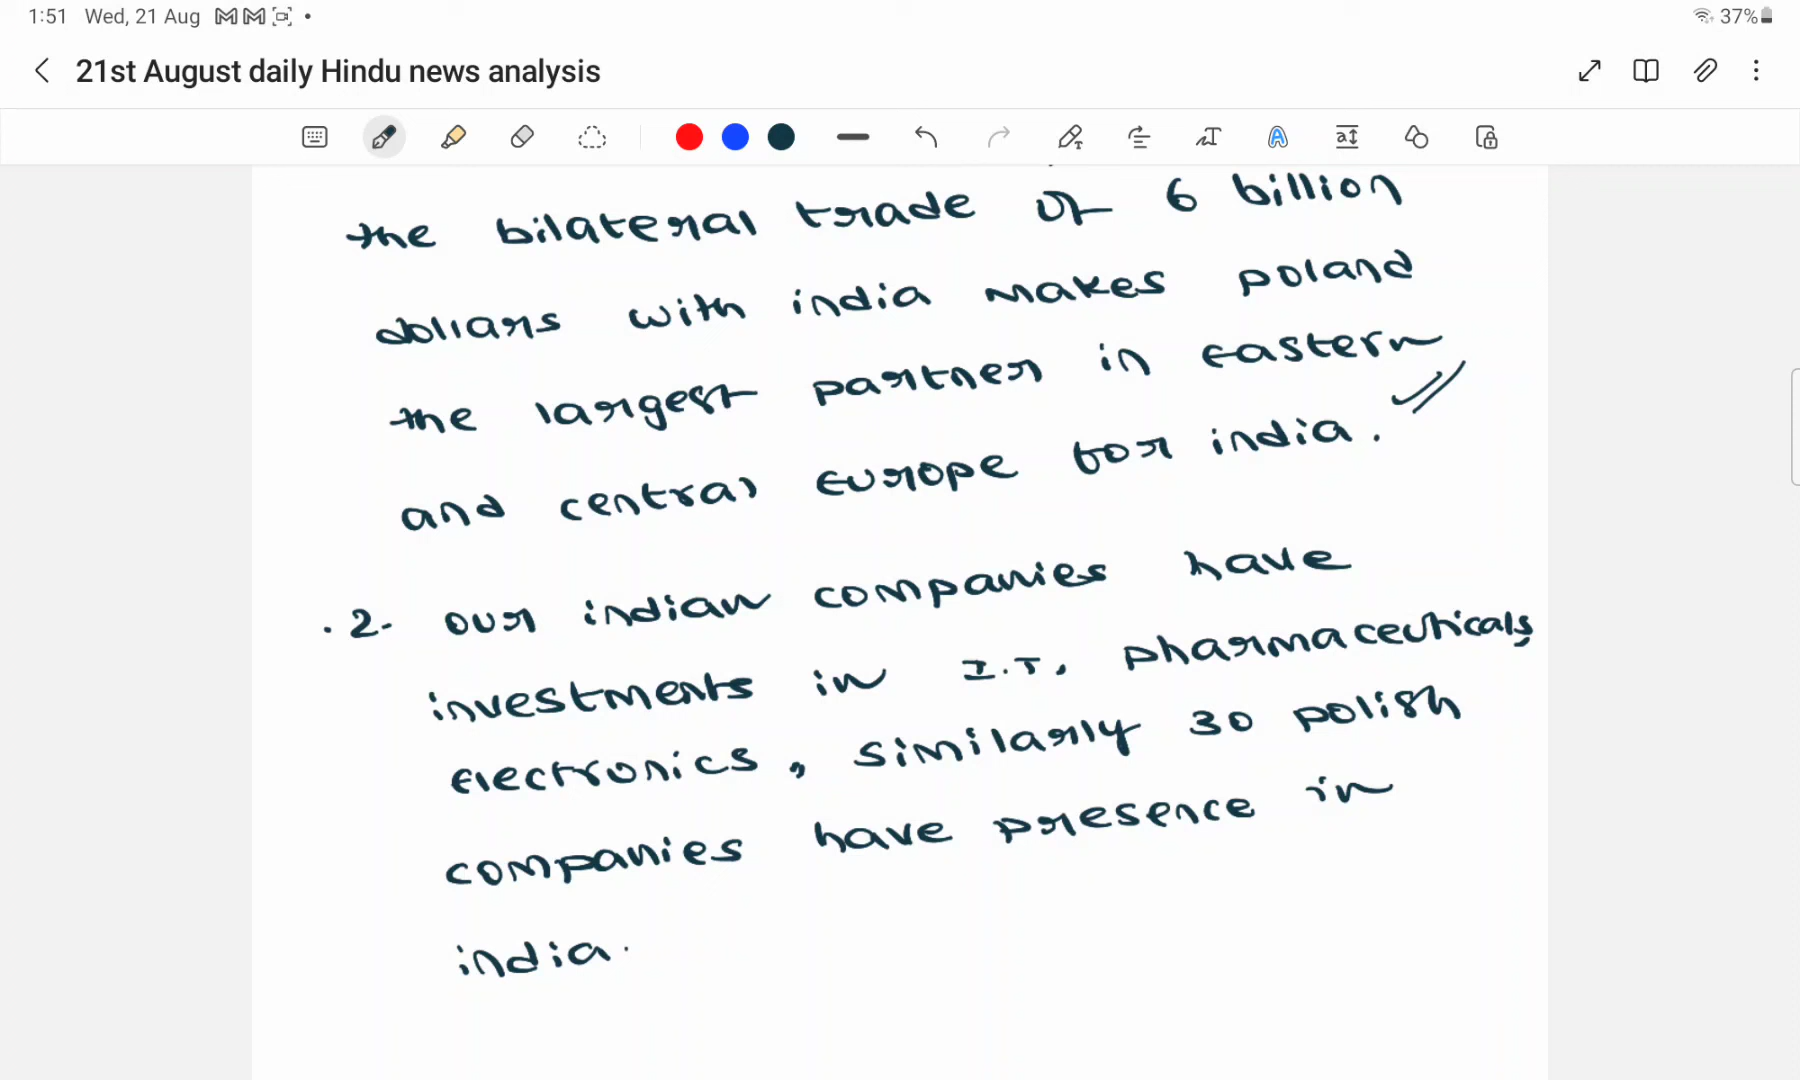 1:51 Wed, 21 Aug
37%
21st August daily Hindu news analysis
the bilateral trade of 6 billion
dollars with india makes poland
the largest partner in Eastern
and central Europe for india.
. 2. our indian companies have
investments in I.T, pharmaceuticals,
Electronics, similarly 30 polish
companies have presence in
india.